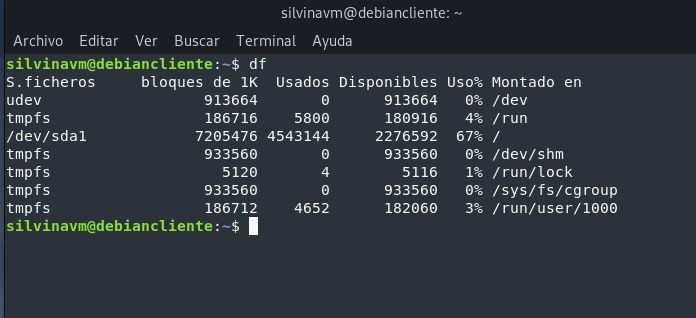 silvinavm@debiancliente: ~
Archivo Editar Ver Buscar Terminal Ayuda
silvinavm@debiancliente:~$ df
S.ficheros     bloques de 1K  Usados Disponibles Uso% Montado en
udev                  913664       0      913664   0% /dev
tmpfs                 186716    5800      180916   4% /run
/dev/sda1            7205476 4543144     2276592  67% /
tmpfs                 933560       0      933560   0% /dev/shm
tmpfs                   5120       4        5116   1% /run/lock
tmpfs                 933560       0      933560   0% /sys/fs/cgroup
tmpfs                 186712    4652      182060   3% /run/user/1000
silvinavm@debiancliente:~$